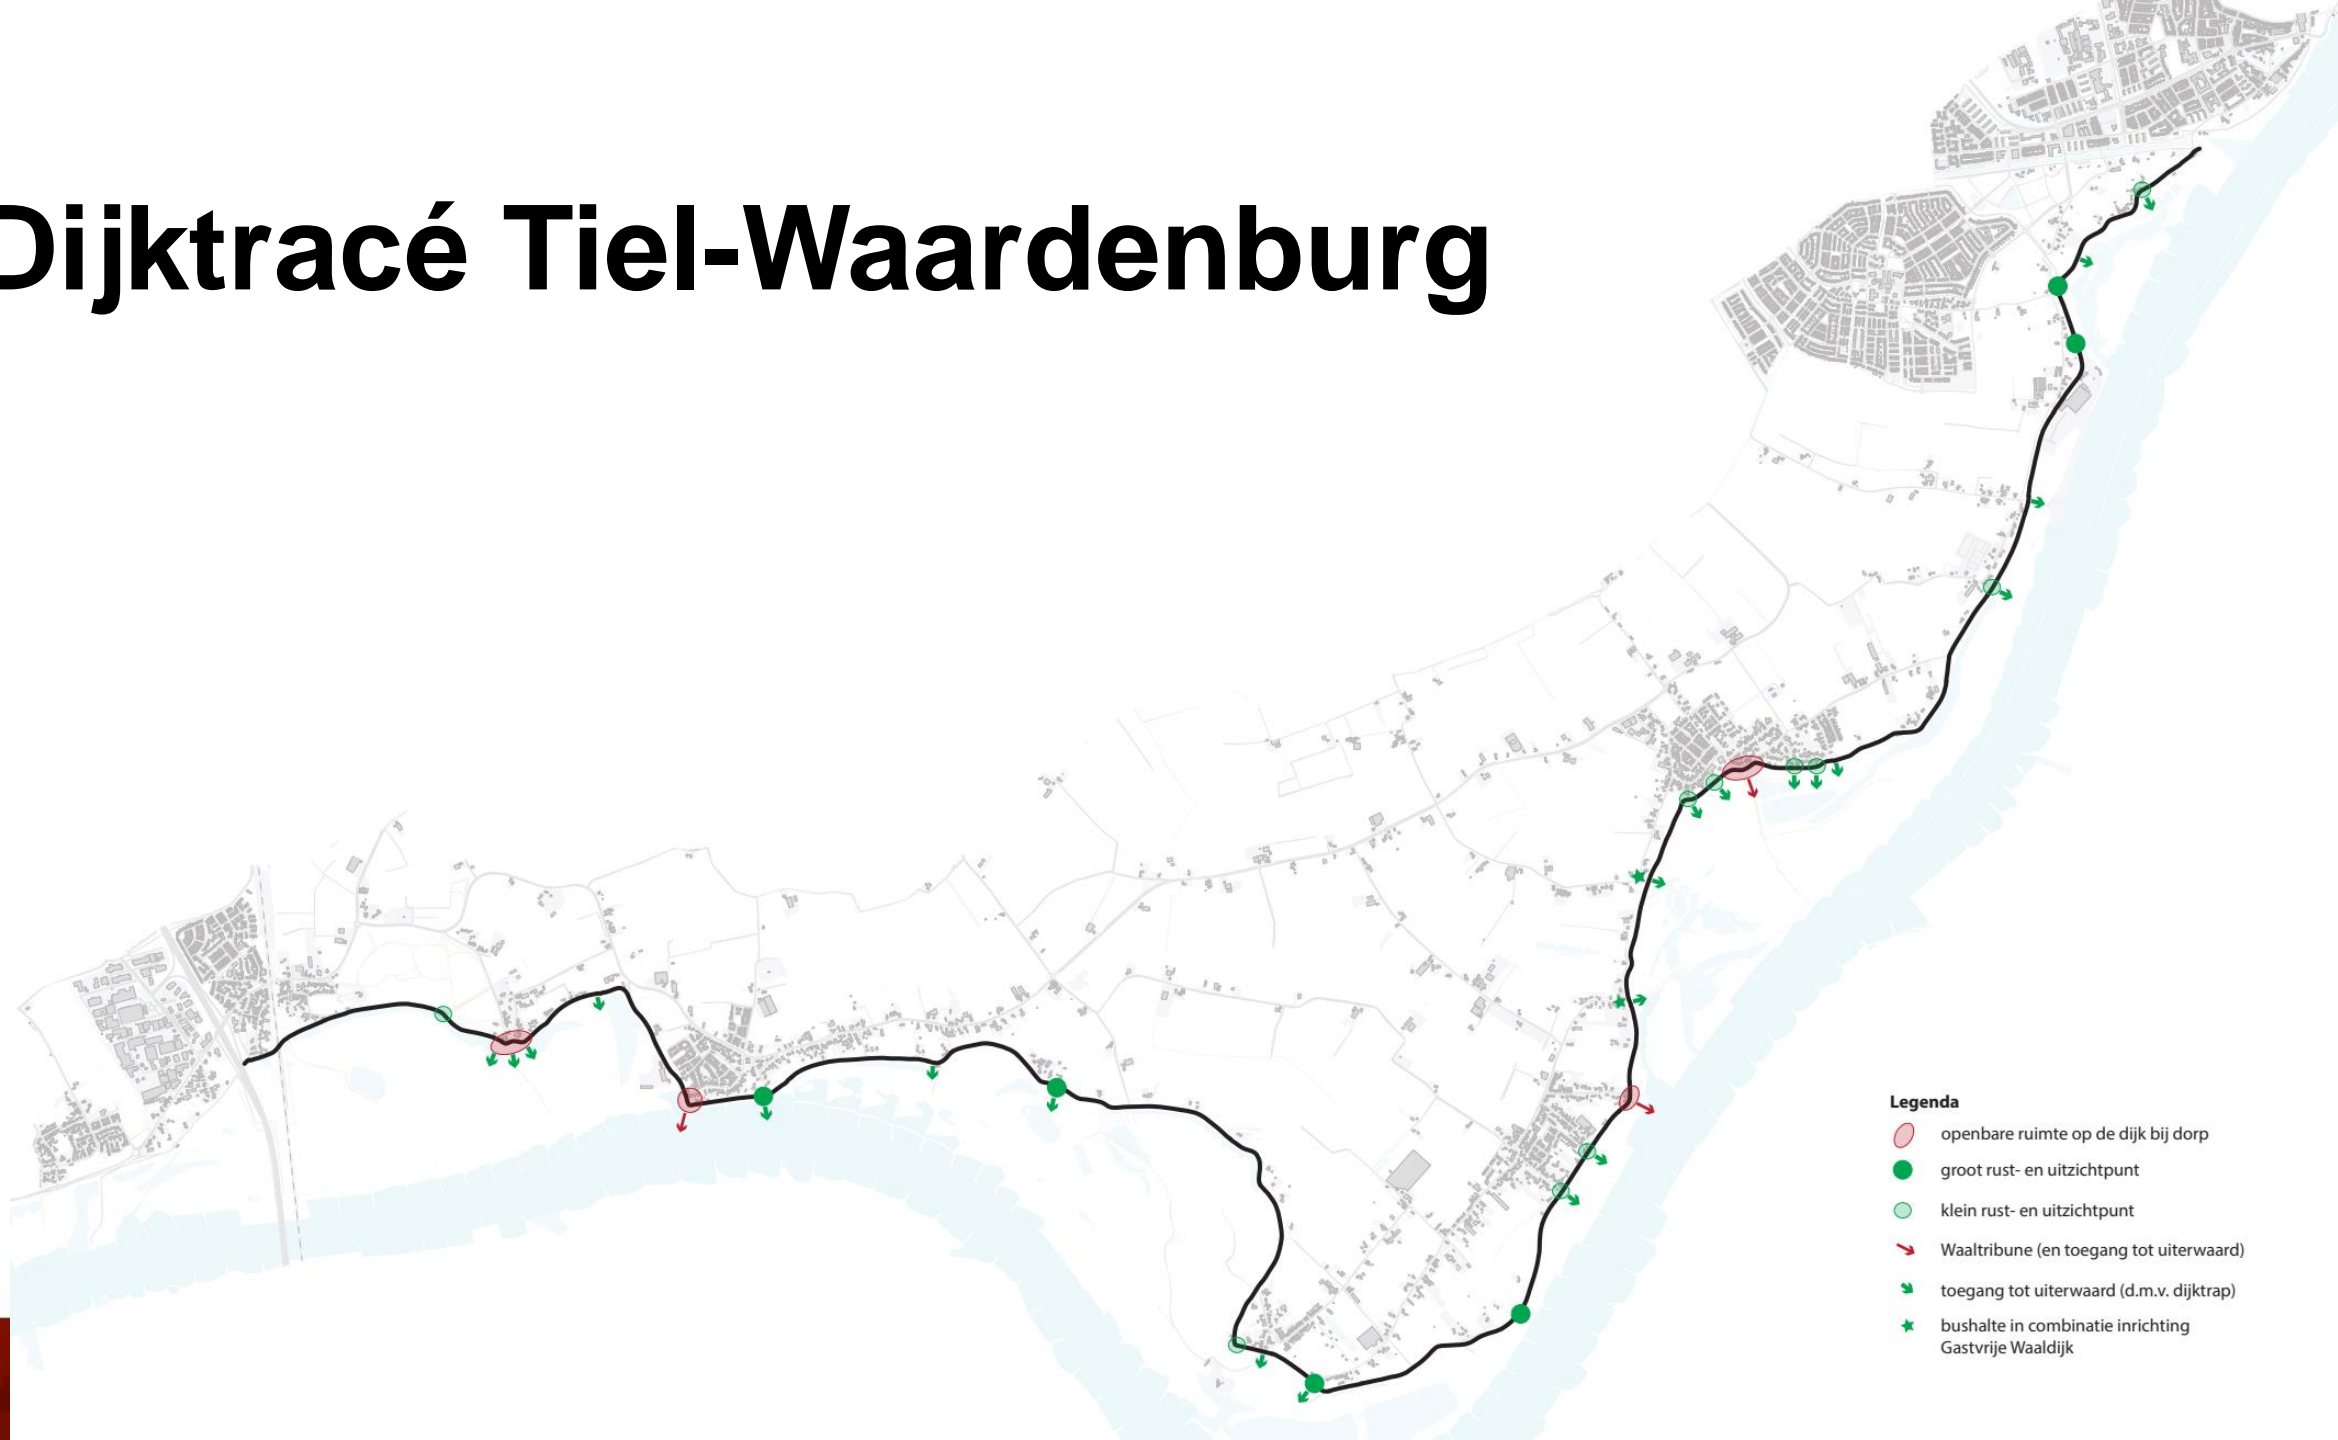 Dijktracé Tiel-Waardenburg
Legenda
openbare ruimte op de dijk bij dorp
groot rust- en uitzichtpunt
klein rust- en uitzichtpunt
Waaltribune (en toegang tot uiterwaard)
toegang tot uiterwaard (d.m.v. dijktrap)
bushalte in combinatie inrichting
Gastvrije Waaldijk